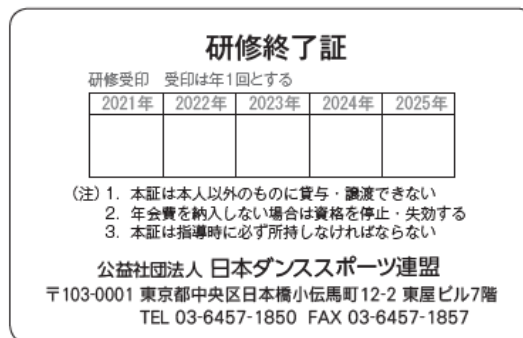 研修終了証
研修受印 受印は年1回とする
2021年 2022年 2023年 2024年 2025年
(注) 1. 本証は本人以外のものに貸与・譲渡できない
2. 年会費を納入しない場合は資格を停止・失効する
3. 本証は指導時に必ず所持しなければならない
公益社団法人 日本ダンススポーツ連盟
〒103-0001 東京都中央区日本橋小伝馬町12-2 東屋ビル7階
TEL 03-6457-1850 FAX 03-6457-1857